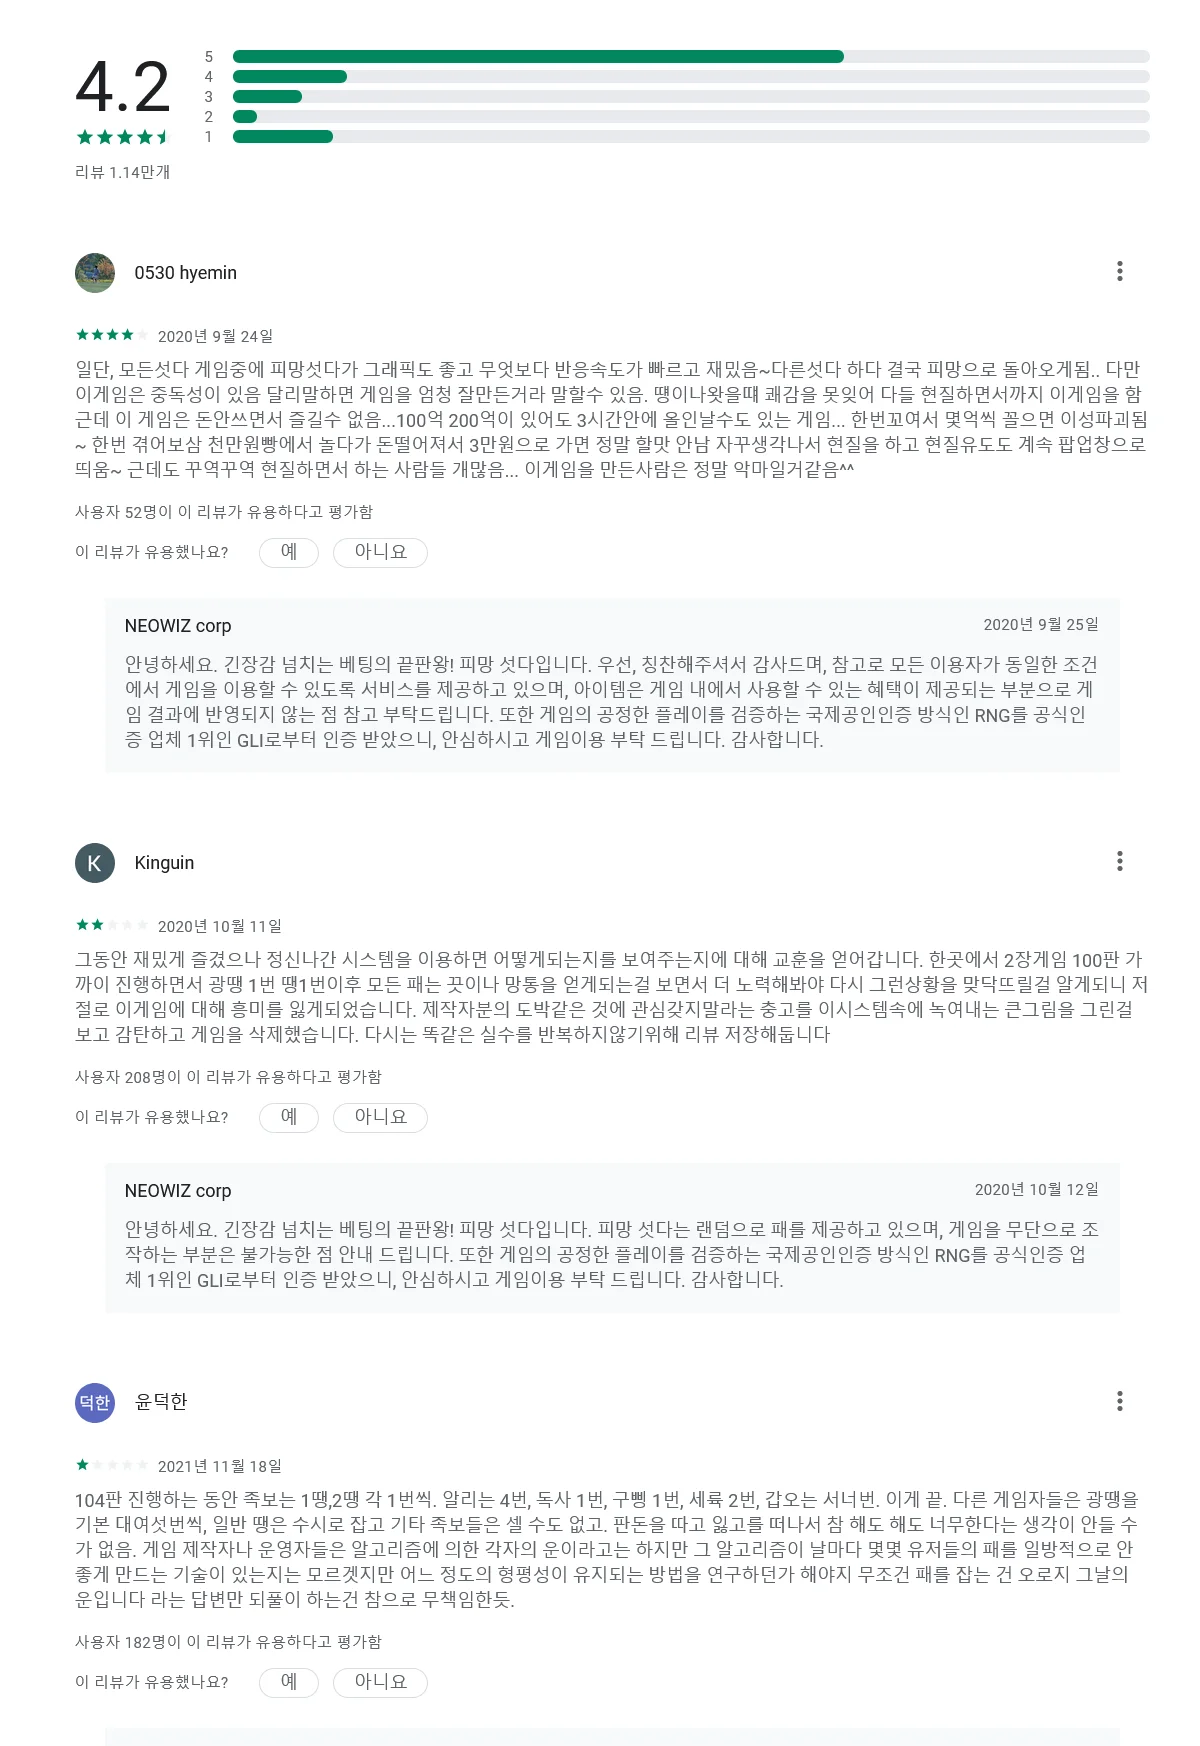 4.2
5
4
3
2
1
리뷰 1.14만개
0530 hyemin
2020년 9월 24일
일단, 모든섯다 게임중에 피망섯다가 그래픽도 좋고 무엇보다 반응속도가 빠르고 재밌음~다른섯다 하다 결국 피망으로 돌아오게됨.. 다만
이게임은 중독성이 있음 달리말하면 게임을 엄청 잘만든거라 말할수 있음. 땡이나왓을떄 쾌감을 못잊어 다들 현질하면서까지 이게임을 함
근데 이 게임은 돈안쓰면서 즐길수 없음...100억 200억이 있어도 3시간안에 올인날수도 있는 게임... 한번꼬여서 몇억씩 꼴으면 이성파괴됨
~ 한번 겪어보삼 천만원빵에서 놀다가 돈떨어져서 3만원으로 가면 정말 할맛 안남 자꾸생각나서 현질을 하고 현질유도도 계속 팝업창으로
띄움~ 근데도 꾸역꾸역 현질하면서 하는 사람들 개많음... 이게임을 만든사람은 정말 악마일거같음^^
사용자 52명이 이 리뷰가 유용하다고 평가함
이 리뷰가 유용했나요? 예 아니요
NEOWIZ corp 2020년 9월 25일
안녕하세요. 긴장감 넘치는 베팅의 끝판왕! 피망 섯다입니다. 우선, 칭찬해주셔서 감사드며, 참고로 모든 이용자가 동일한 조건
에서 게임을 이용할 수 있도록 서비스를 제공하고 있으며, 아이템은 게임 내에서 사용할 수 있는 혜택이 제공되는 부분으로 게
임 결과에 반영되지 않는 점 참고 부탁드립니다. 또한 게임의 공정한 플레이를 검증하는 국제공인인증 방식인 RNG를 공식인
증 업체 1위인 GLI로부터 인증 받았으니, 안심하시고 게임이용 부탁 드립니다. 감사합니다.
K
Kinguin
2020년 10월 11일
그동안 재밌게 즐겼으나 정신나간 시스템을 이용하면 어떻게되는지를 보여주는지에 대해 교훈을 얻어갑니다. 한곳에서 2장게임 100판 가
까이 진행하면서 광땡 1번 땡1번이후 모든 패는 끗이나 망통을 얻게되는걸 보면서 더 노력해봐야 다시 그런상황을 맞닥뜨릴걸 알게되니 저
절로 이게임에 대해 흥미를 잃게되었습니다. 제작자분의 도박같은 것에 관심갖지말라는 충고를 이시스템속에 녹여내는 큰그림을 그린걸
보고 감탄하고 게임을 삭제했습니다. 다시는 똑같은 실수를 반복하지않기위해 리뷰 저장해둡니다
사용자 208명이 이 리뷰가 유용하다고 평가함
이 리뷰가 유용했나요? 예 아니요
NEOWIZ corp 2020년 10월 12일
안녕하세요. 긴장감 넘치는 베팅의 끝판왕! 피망 섯다입니다. 피망 섯다는 랜덤으로 패를 제공하고 있으며, 게임을 무단으로 조
작하는 부분은 불가능한 점 안내 드립니다. 또한 게임의 공정한 플레이를 검증하는 국제공인인증 방식인 RNG를 공식인증 업
체 1위인 GLI로부터 인증 받았으니, 안심하시고 게임이용 부탁 드립니다. 감사합니다.
덕한
윤덕한
2021년 11월 18일
104판 진행하는 동안 족보는 1땡,2땡 각 1번씩. 알리는 4번, 독사 1번, 구삥 1번, 세륙 2번, 갑오는 서너번. 이게 끝. 다른 게임자들은 광땡을
기본 대여섯번씩, 일반 땡은 수시로 잡고 기타 족보들은 셀 수도 없고. 판돈을 따고 잃고를 떠나서 참 해도 해도 너무한다는 생각이 안들 수
가 없음. 게임 제작자나 운영자들은 알고리즘에 의한 각자의 운이라고는 하지만 그 알고리즘이 날마다 몇몇 유저들의 패를 일방적으로 안
좋게 만드는 기술이 있는지는 모르겟지만 어느 정도의 형평성이 유지되는 방법을 연구하던가 해야지 무조건 패를 잡는 건 오로지 그날의
운입니다 라는 답변만 되풀이 하는건 참으로 무책임한듯.
사용자 182명이 이 리뷰가 유용하다고 평가함
이 리뷰가 유용했나요? 예 아니요